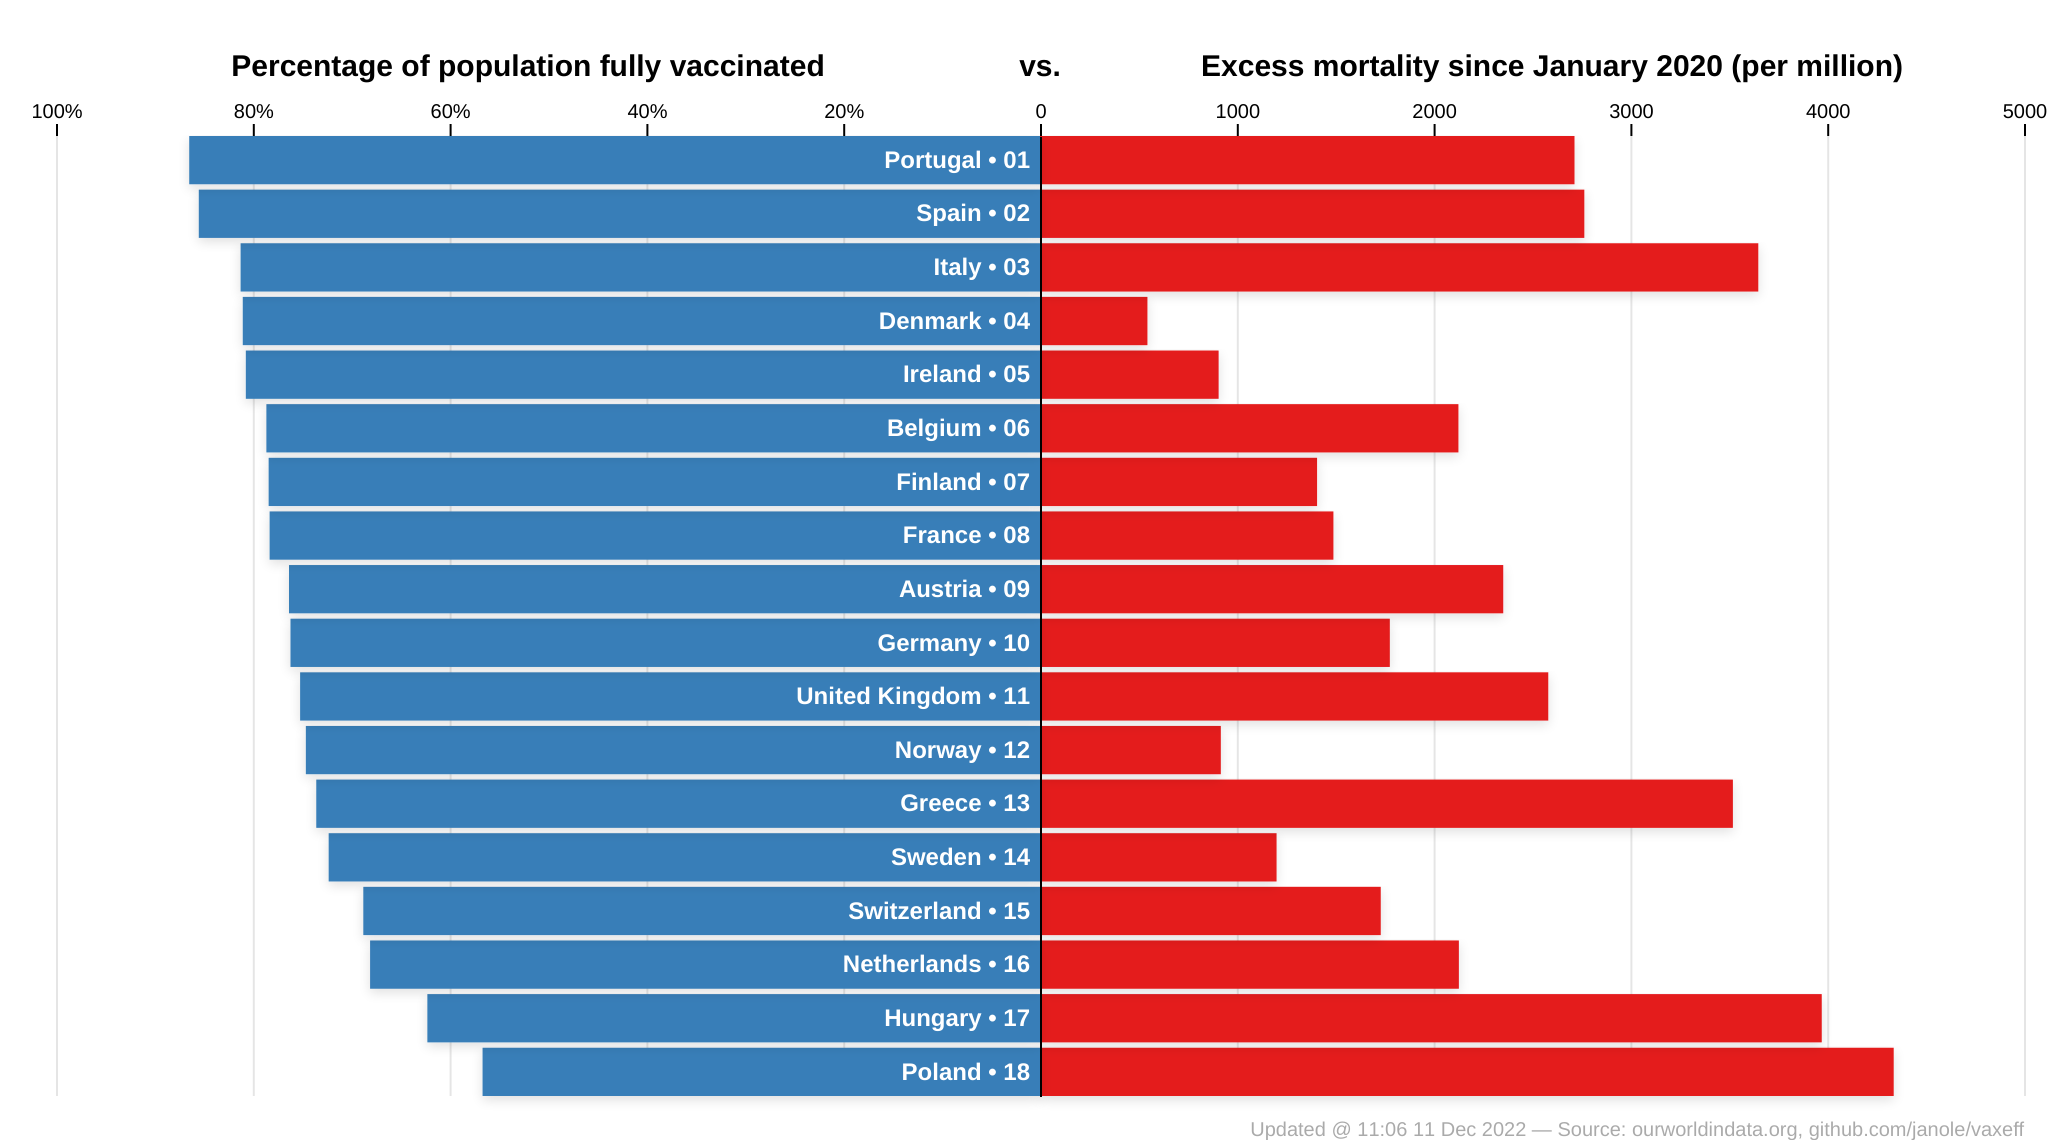 Percentage of population fully vaccinated vs. Excess mortality since January 2020 (per million)
100% 80% 60% 40% 20% 0 1000 2000 3000 4000 5000
Portugal • 01
Spain • 02
Italy • 03
Denmark • 04
Ireland • 05
Belgium • 06
Finland • 07
France • 08
Austria • 09
Germany • 10
United Kingdom • 11
Norway • 12
Greece • 13
Sweden • 14
Switzerland • 15
Netherlands • 16
Hungary • 17
Poland • 18
Updated @ 11:06 11 Dec 2022 — Source: ourworldindata.org, github.com/janole/vaxeff